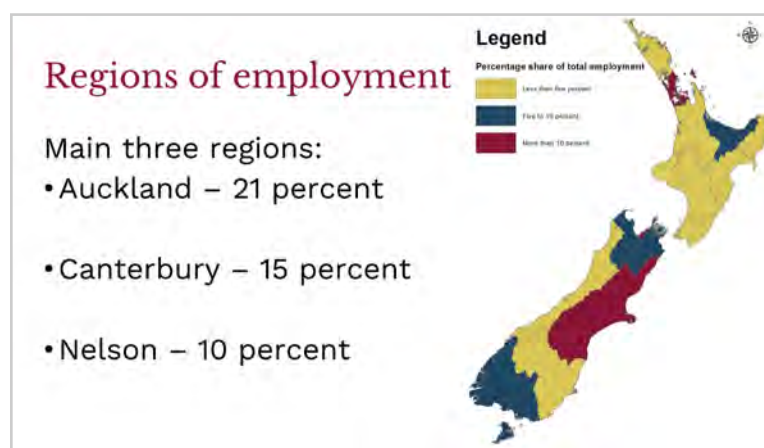 Regions of employment
Main three regions:
• Auckland – 21 percent
• Canterbury – 15 percent
• Nelson – 10 percent
Legend
Percentage share of total employment
Less than five percent
Five to 10 percent
More than 10 percent